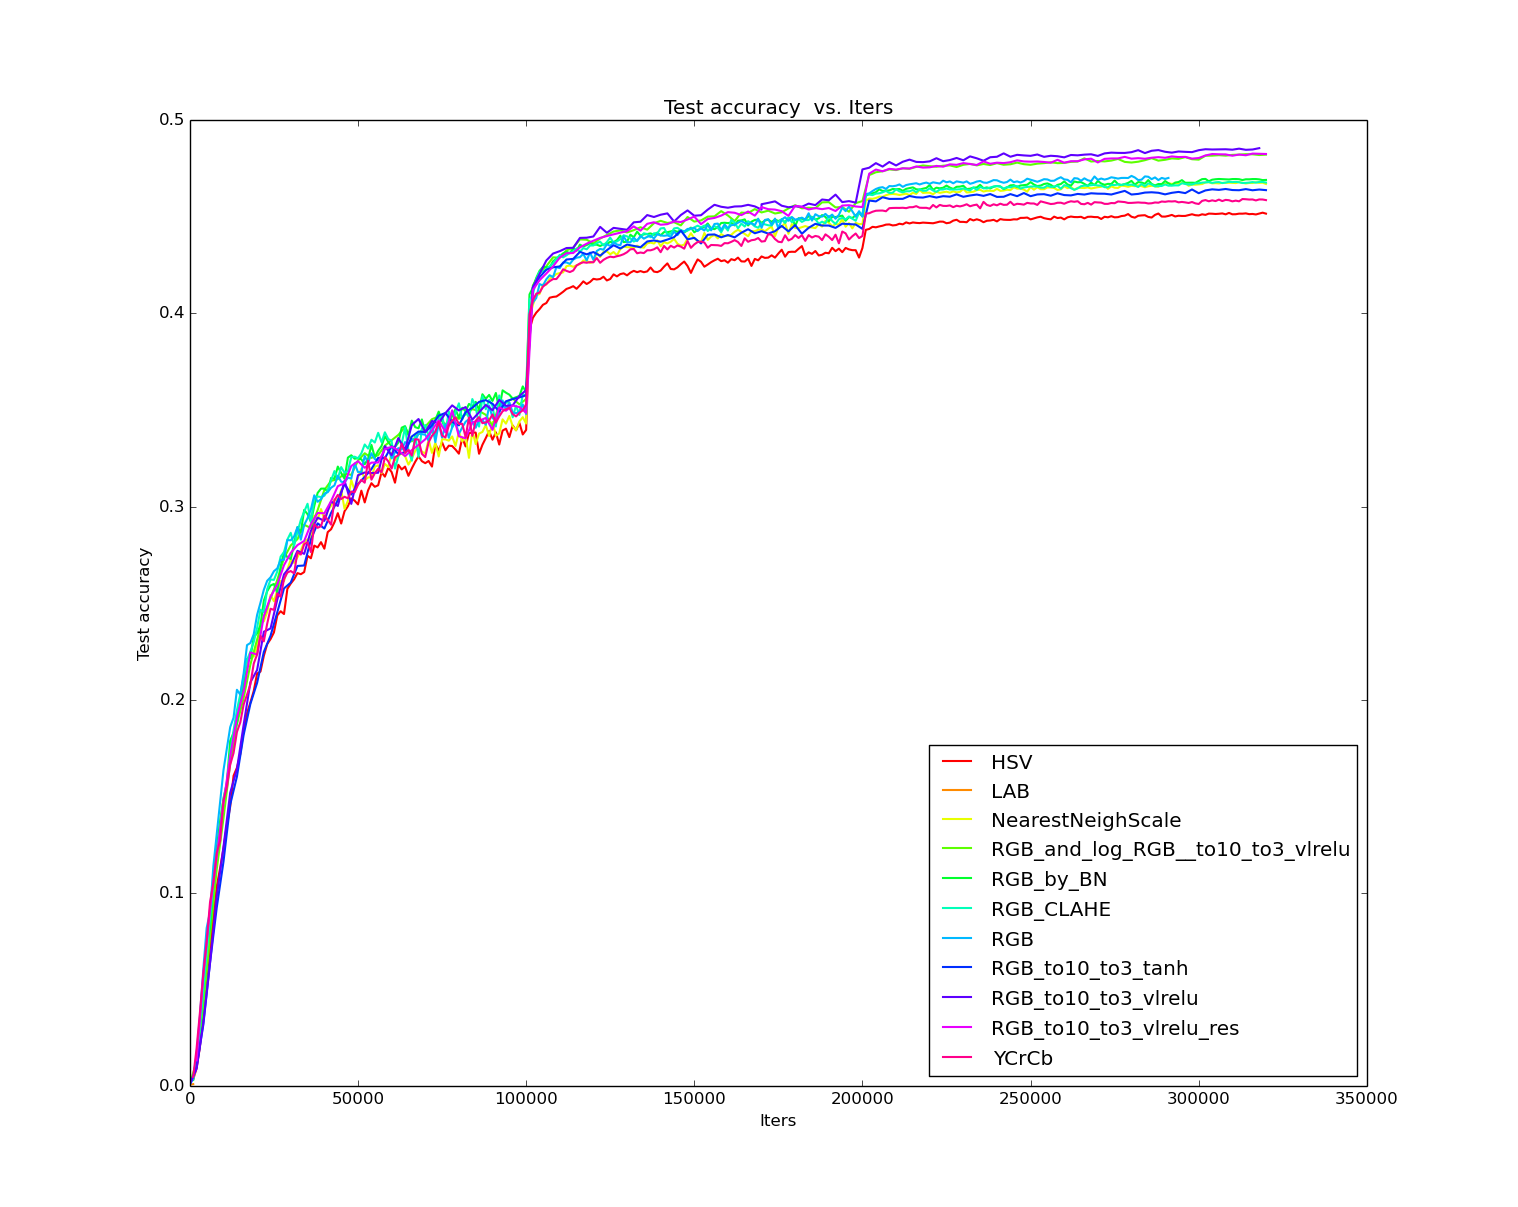 Test accuracy  vs. Iters
0.5
0.4
0.3
0.2
0.1
0.0
Test accuracy
0
50000
100000
150000
200000
250000
300000
350000
Iters
HSV
LAB
NearestNeighScale
RGB_and_log_RGB__to10_to3_vlrelu
RGB_by_BN
RGB_CLAHE
RGB
RGB_to10_to3_tanh
RGB_to10_to3_vlrelu
RGB_to10_to3_vlrelu_res
YCrCb